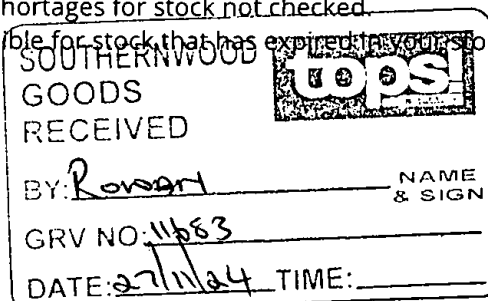 hortages for stock not checked.
ible for stock that has expired in your sto
SOUTHERNWOOD
tops!
GOODS
RECEIVED
BY: Rowan NAME
& SIGN
GRV NO: 11683
DATE: 27/11/24 TIME: